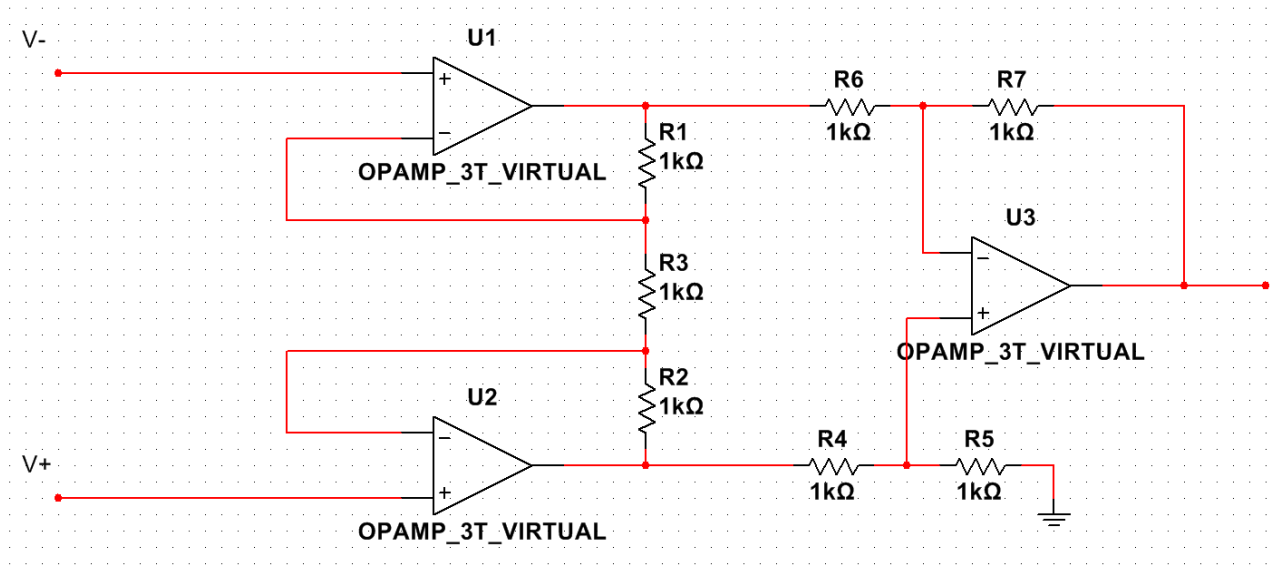 V-
U1
+
−
OPAMP_3T_VIRTUAL
R6
1kΩ
R7
1kΩ
R1
1kΩ
U3
−
+
OPAMP_3T_VIRTUAL
R3
1kΩ
R2
1kΩ
U2
−
+
OPAMP_3T_VIRTUAL
V+
R4
1kΩ
R5
1kΩ